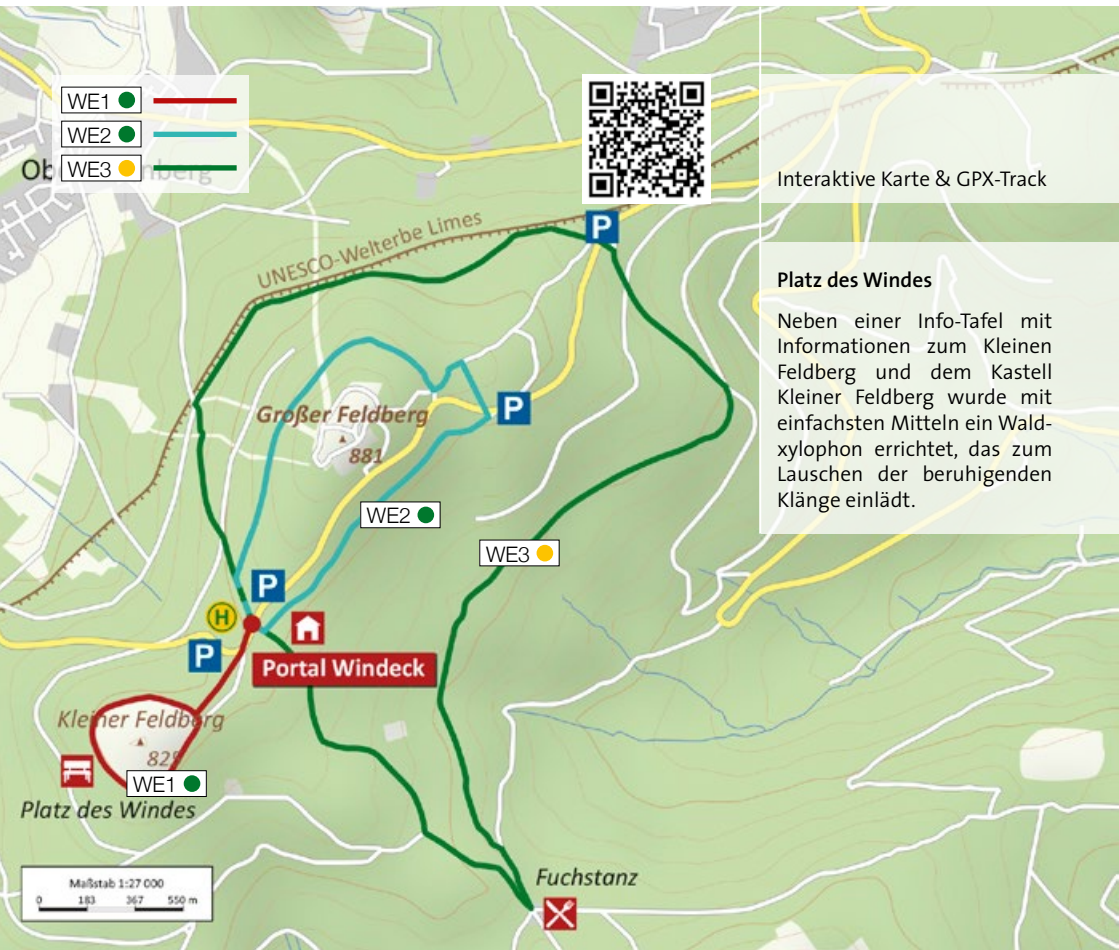 WE1
WE2
WE3
Interaktive Karte & GPX-Track
UNESCO-Welterbe Limes
P
Platz des Windes
Neben einer Info-Tafel mit
Informationen zum Kleinen
Feldberg und dem Kastell
Kleiner Feldberg wurde mit
einfachsten Mitteln ein Wald-
xylophon errichtet, das zum
Lauschen der beruhigenden
Klänge einlädt.
Großer Feldberg
881
P
WE2
WE3
P
H
P
Portal Windeck
Kleiner Feldberg
WE1
Platz des Windes
Maßstab 1:27 000
0 183 367 550 m
Fuchstanz